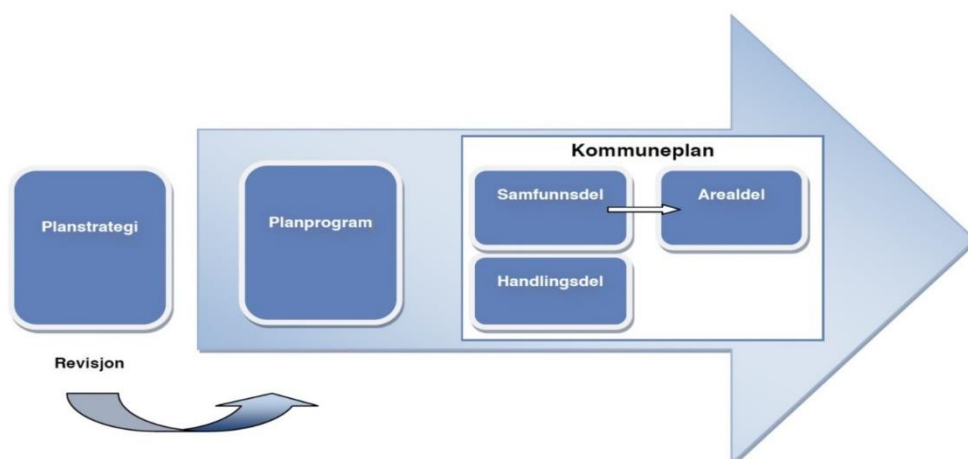 Kommuneplan
Planstrategi
Planprogram
Samfunnsdel
Arealdel
Handlingsdel
Revisjon